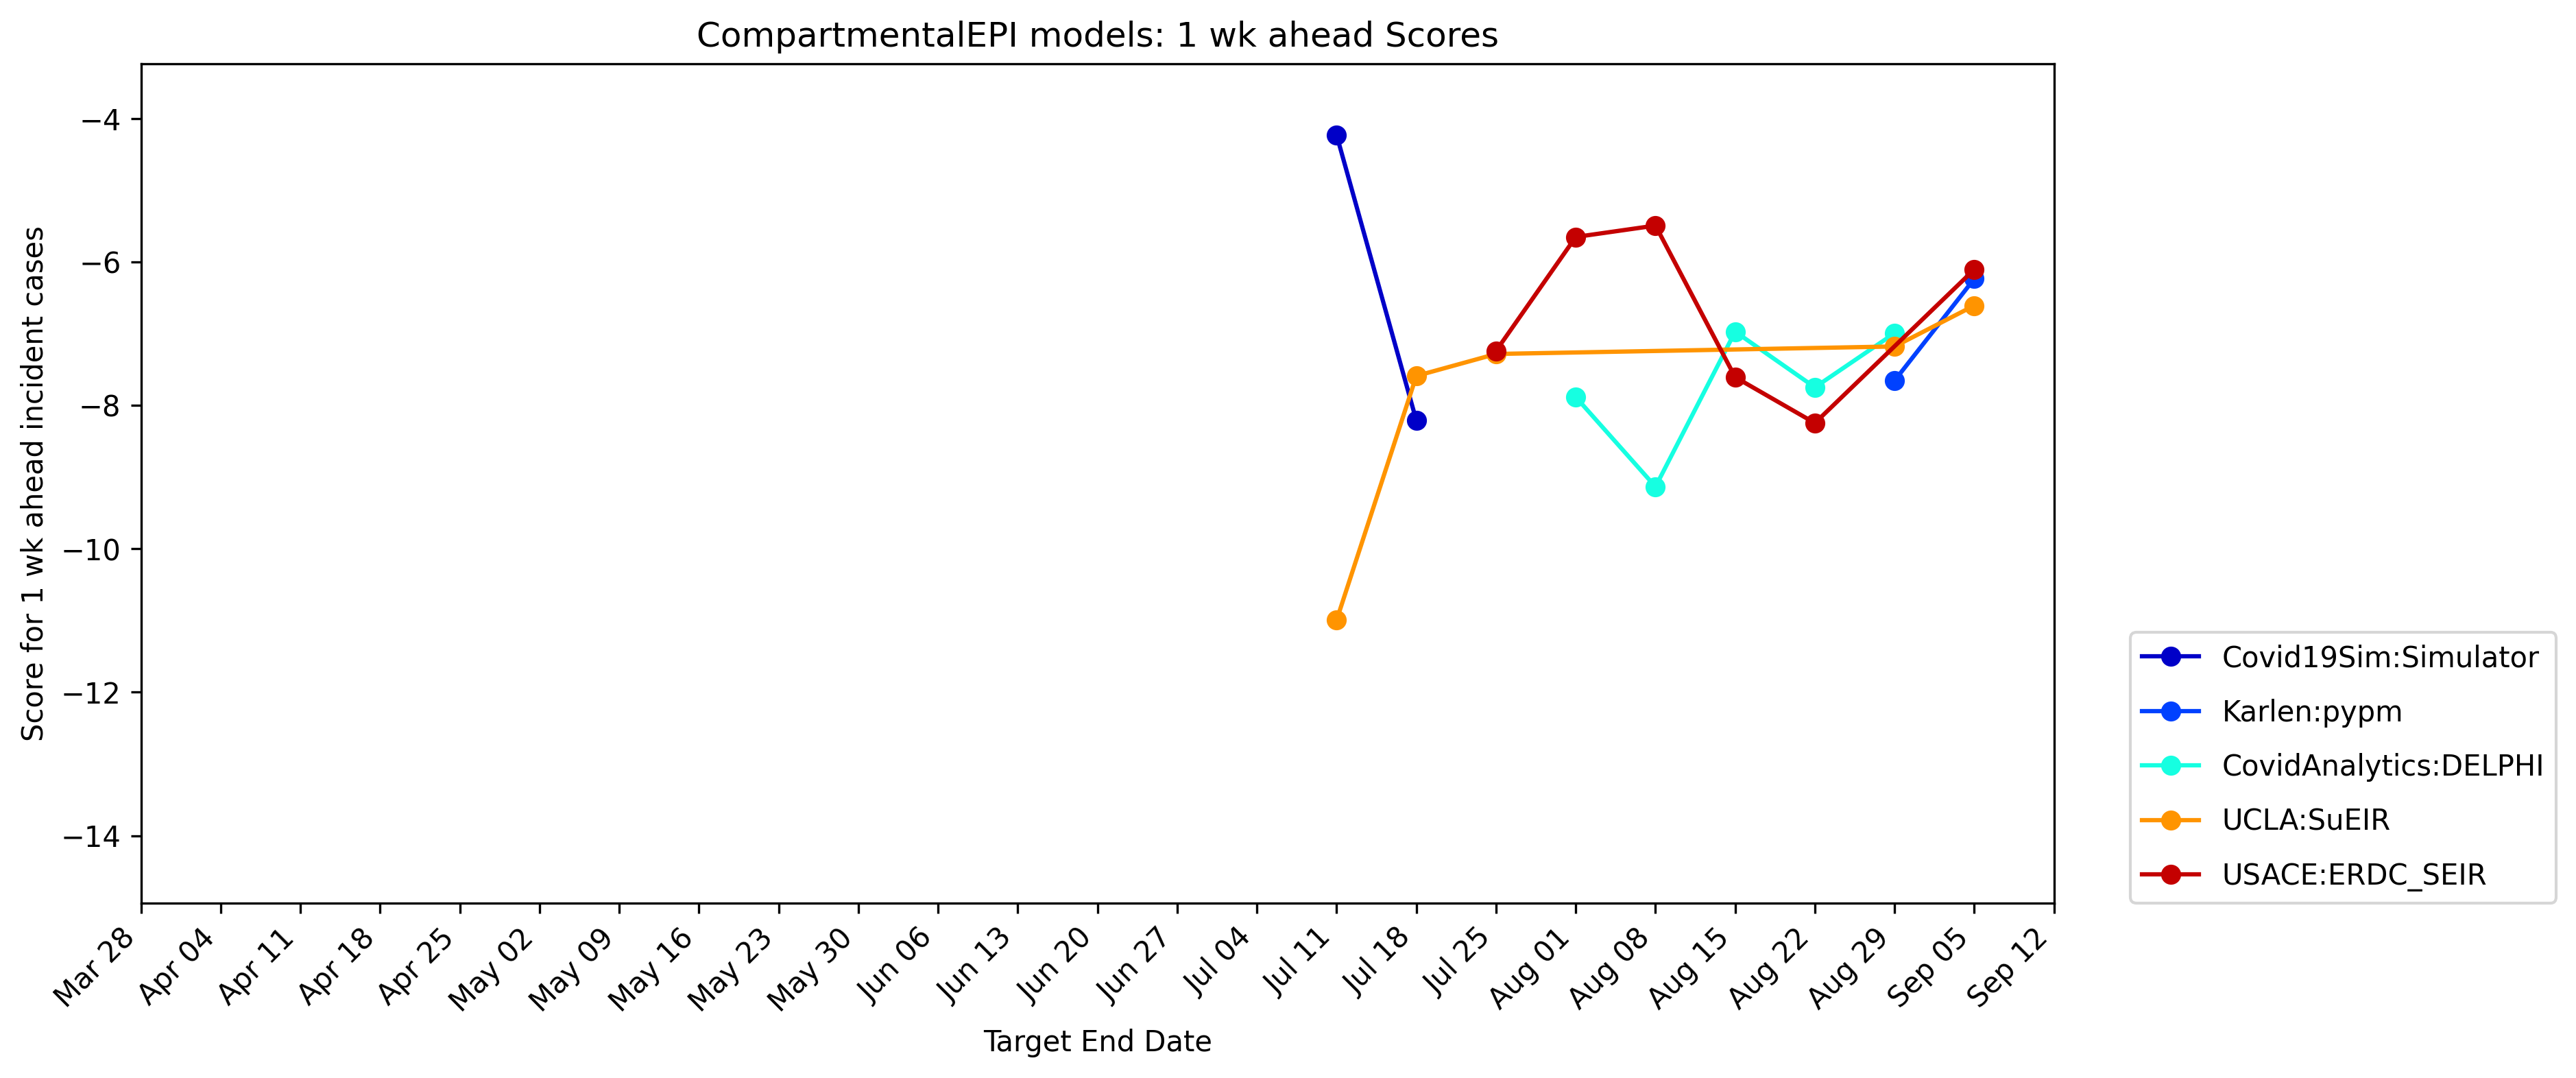 CompartmentalEPI models: 1 wk ahead Scores
Score for 1 wk ahead incident cases
−4
−6
−8
−10
−12
−14
Mar 28
Apr 04
Apr 11
Apr 18
Apr 25
May 02
May 09
May 16
May 23
May 30
Jun 06
Jun 13
Jun 20
Jun 27
Jul 04
Jul 11
Jul 18
Jul 25
Aug 01
Aug 08
Aug 15
Aug 22
Aug 29
Sep 05
Sep 12
Target End Date
Covid19Sim:Simulator
Karlen:pypm
CovidAnalytics:DELPHI
UCLA:SuEIR
USACE:ERDC_SEIR